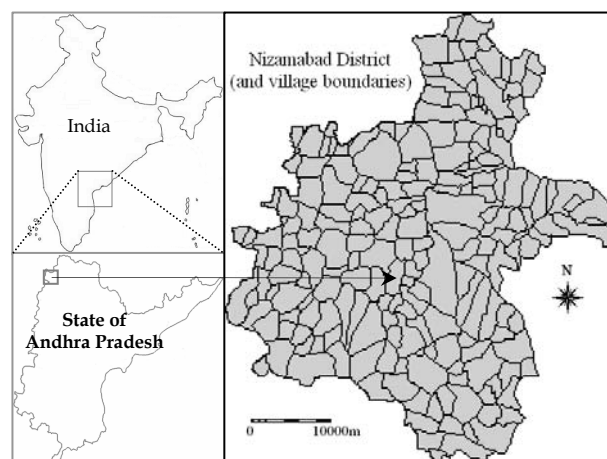 India
State of
Andhra Pradesh
Nizamabad District
(and village boundaries)
N
0 10000m